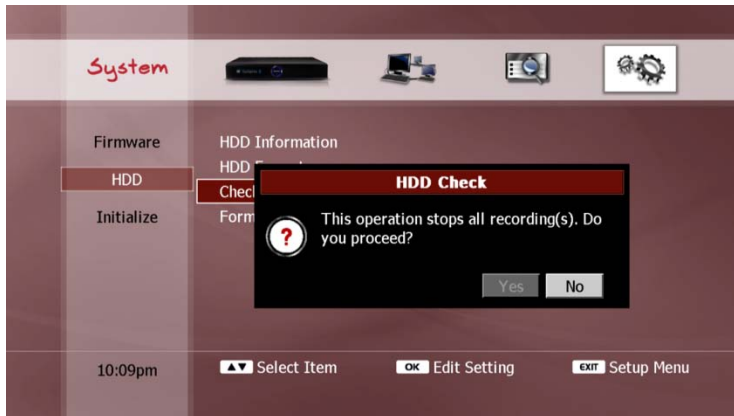 System
Firmware
HDD
Initialize
HDD Information
HDD
Chec
Form
HDD Check
?
This operation stops all recording(s). Do
you proceed?
Yes
No
10:09pm
▲▼ Select Item
OK Edit Setting
EXIT Setup Menu